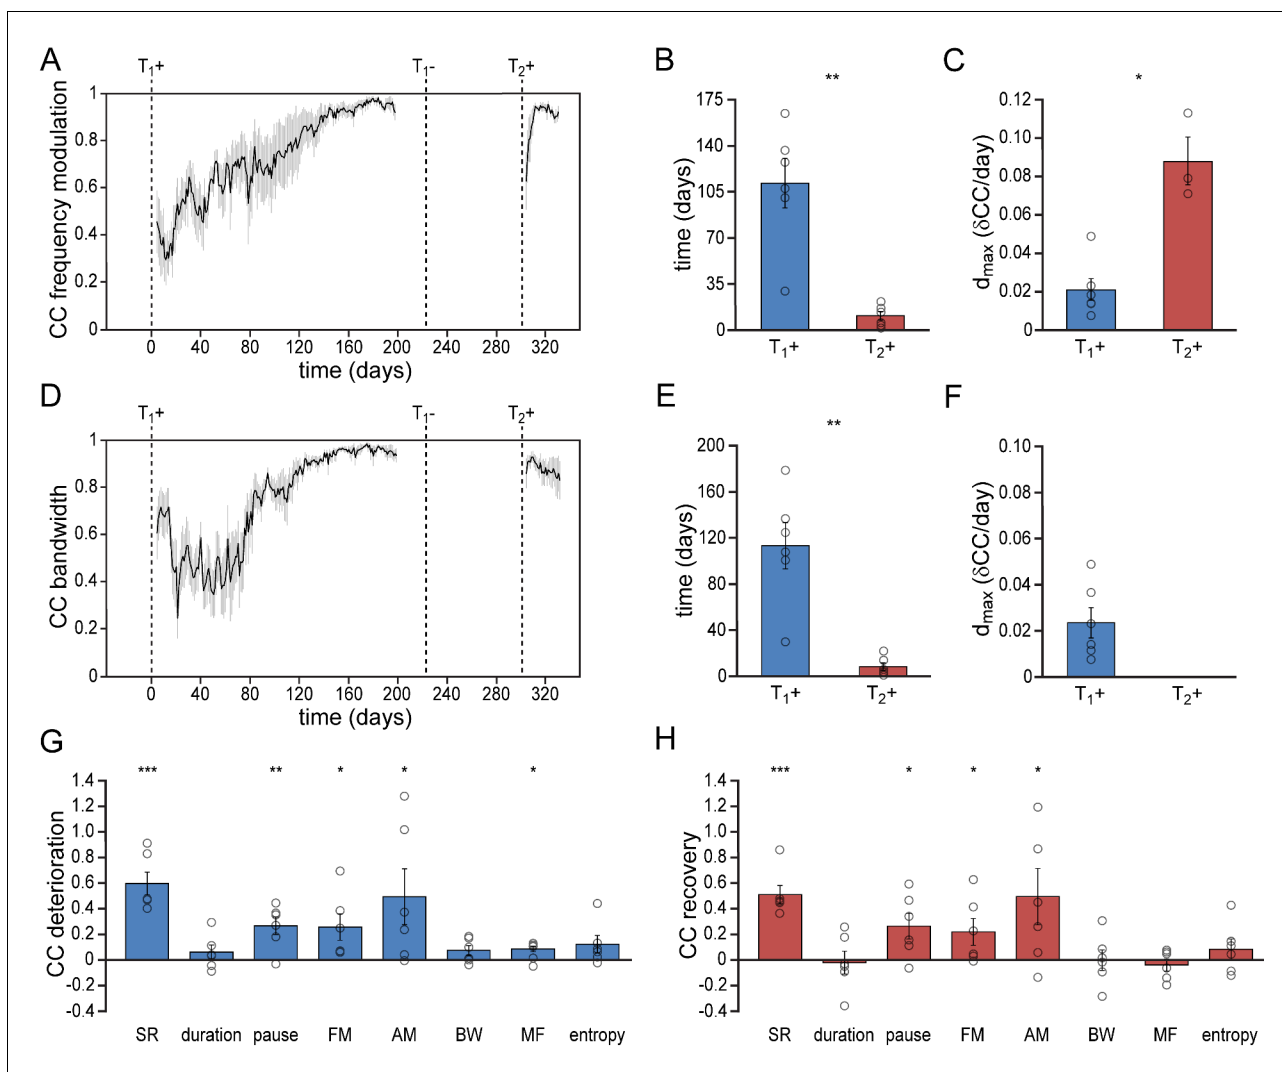 A
T1+
T1-
T2+
CC frequency modulation
1
0.8
0.6
0.4
0.2
0
0 40 80 120 160 200 240 280 320
time (days)
B
**
time (days)
175
140
105
70
35
0
T1+ T2+
C
*
dmax (δCC/day)
0.12
0.10
0.08
0.06
0.04
0.02
0
T1+ T2+
D
T1+
T1-
T2+
CC bandwidth
1
0.8
0.6
0.4
0.2
0
0 40 80 120 160 200 240 280 320
time (days)
E
**
time (days)
200
160
120
80
40
0
T1+ T2+
F
dmax (δCC/day)
0.10
0.08
0.06
0.04
0.02
0
T1+ T2+
G
*** ** * * *
CC deterioration
1.4
1.2
1.0
0.8
0.6
0.4
0.2
0
-0.2
-0.4
SR duration pause FM AM BW MF entropy
H
*** * * *
CC recovery
1.4
1.2
1.0
0.8
0.6
0.4
0.2
0
-0.2
-0.4
SR duration pause FM AM BW MF entropy